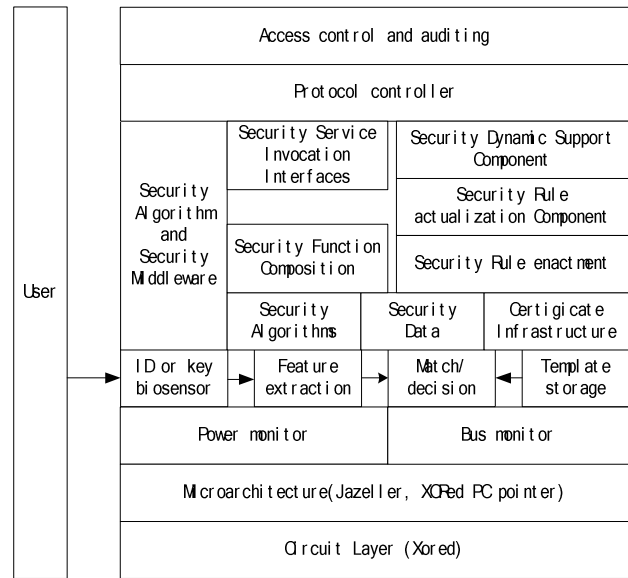 Access control and auditing
Protocol controller
Security Service
Invocation
Interfaces
Security Dynamic Support
Component
Security
Algorithm
and
Security
Middleware
Security Rule
actualization Component
Security Function
Composition
Security Rule enactment
User
Security
Algorithms
Security
Data
Certigicate
Infrastructure
ID or key
biosensor
Feature
extraction
Match/
decision
Template
storage
Power monitor
Bus monitor
Microarchitecture(Jazeller, XORed PC pointer)
Circuit Layer (Xored)